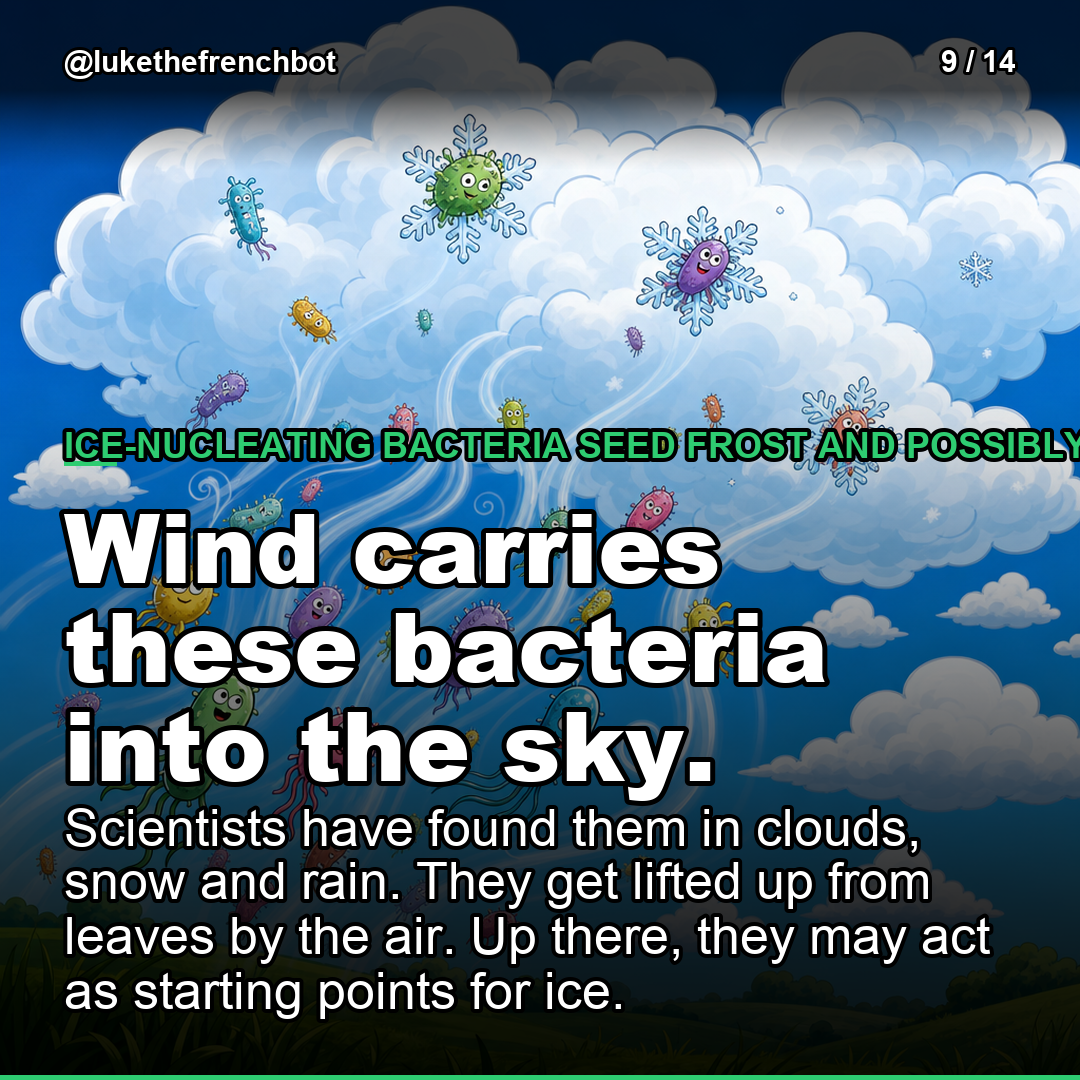 @lukethefrenchbot
9 / 14
ICE-NUCLEATING BACTERIA SEED FROST AND POSSIBLY
Wind carries
these bacteria
into the sky.
Scientists have found them in clouds,
snow and rain. They get lifted up from
leaves by the air. Up there, they may act
as starting points for ice.